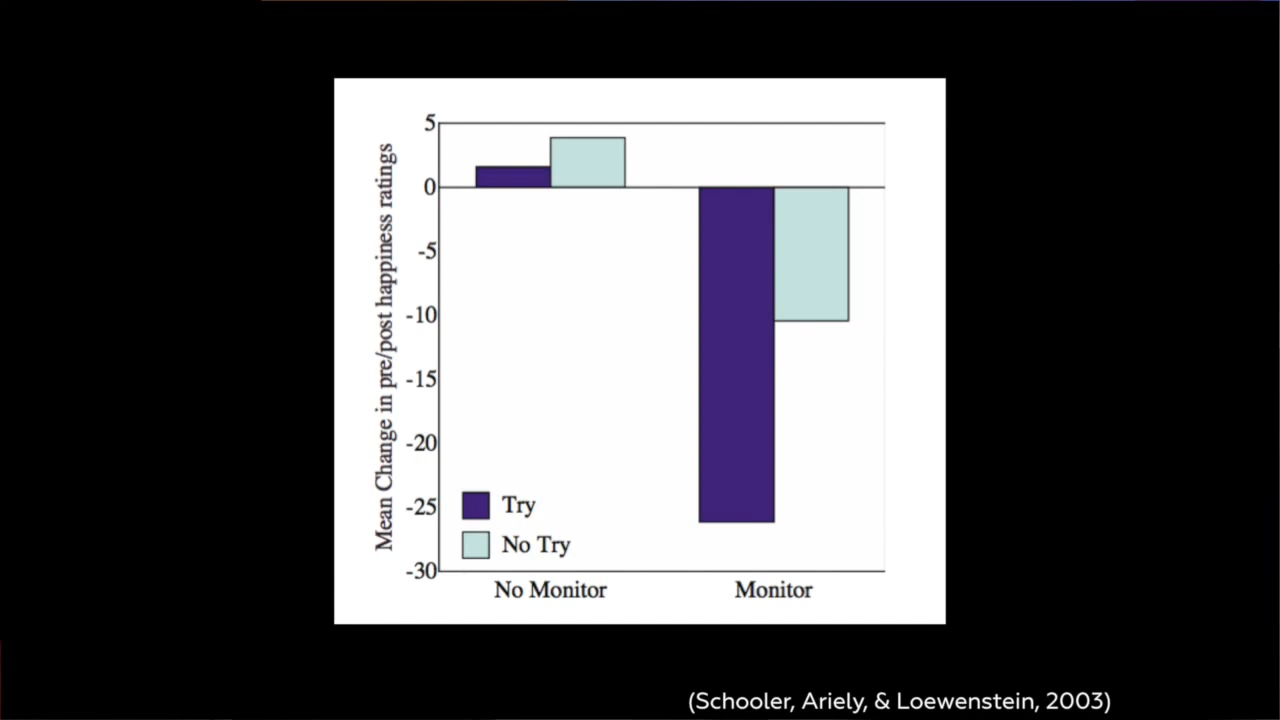 Mean Change in pre/post happiness ratings
5
0
-5
-10
-15
-20
-25
-30
Try
No Try
No Monitor Monitor
(Schooler, Ariely, & Loewenstein, 2003)